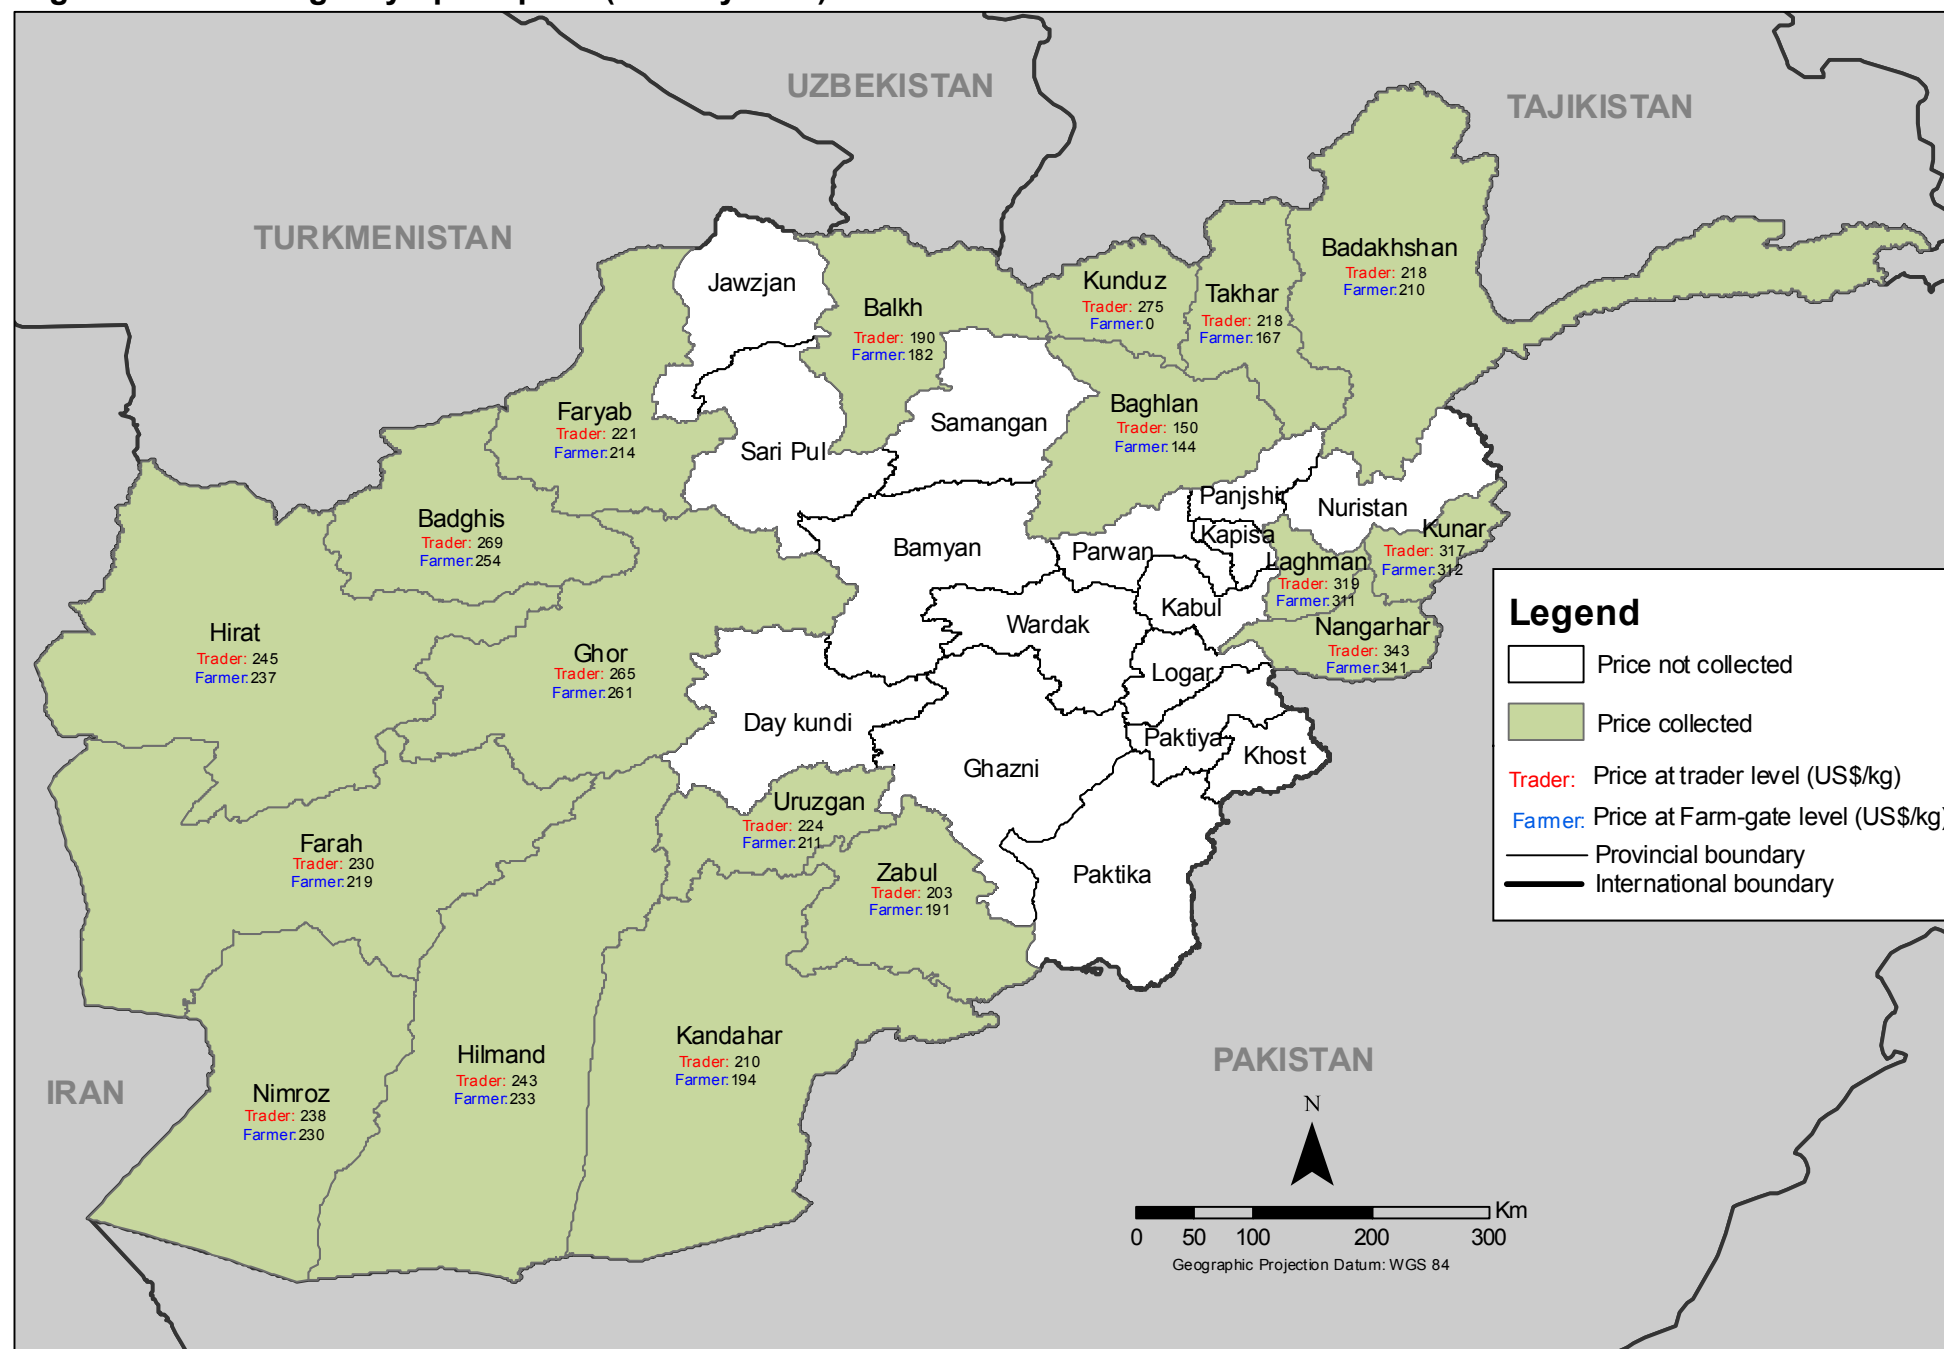 UZBEKISTAN
TAJIKISTAN
TURKMENISTAN
Jawzjan
Balkh
Trader: 190
Farmer:182
Kunduz
Trader: 275
Farmer:0
Takhar
Trader: 218
Farmer:167
Badakhshan
Trader: 218
Farmer:210
Faryab
Trader: 221
Farmer:214
Sari Pul
Samangan
Baghlan
Trader: 150
Farmer:144
Badghis
Trader: 269
Farmer:254
Bamyan
Parwan
Panjshi
Kapisa
Nuristan
Kunar
Trader: 317
Farmer:312
Laghman
Trader: 319
Farmer:311
Hirat
Trader: 245
Farmer:237
Ghor
Trader: 265
Farmer:261
Wardak
Kabul
Nangarhar
Trader: 343
Farmer:341
Logar
Day kundi
Ghazni
Paktiya
Khost
Farah
Trader: 230
Farmer:219
Uruzgan
Trader: 224
Farmer:211
Zabul
Trader: 203
Farmer:191
Paktika
Nimroz
Trader: 238
Farmer:230
Hilmand
Trader: 243
Farmer:233
Kandahar
Trader: 210
Farmer:194
IRAN
PAKISTAN
Legend
Price not collected
Price collected
Trader: Price at trader level (US$/kg)
Farmer: Price at Farm-gate level (US$/kg)
Provincial boundary
International boundary
N
Km
0 50 100 200 300
Geographic Projection Datum: WGS 84